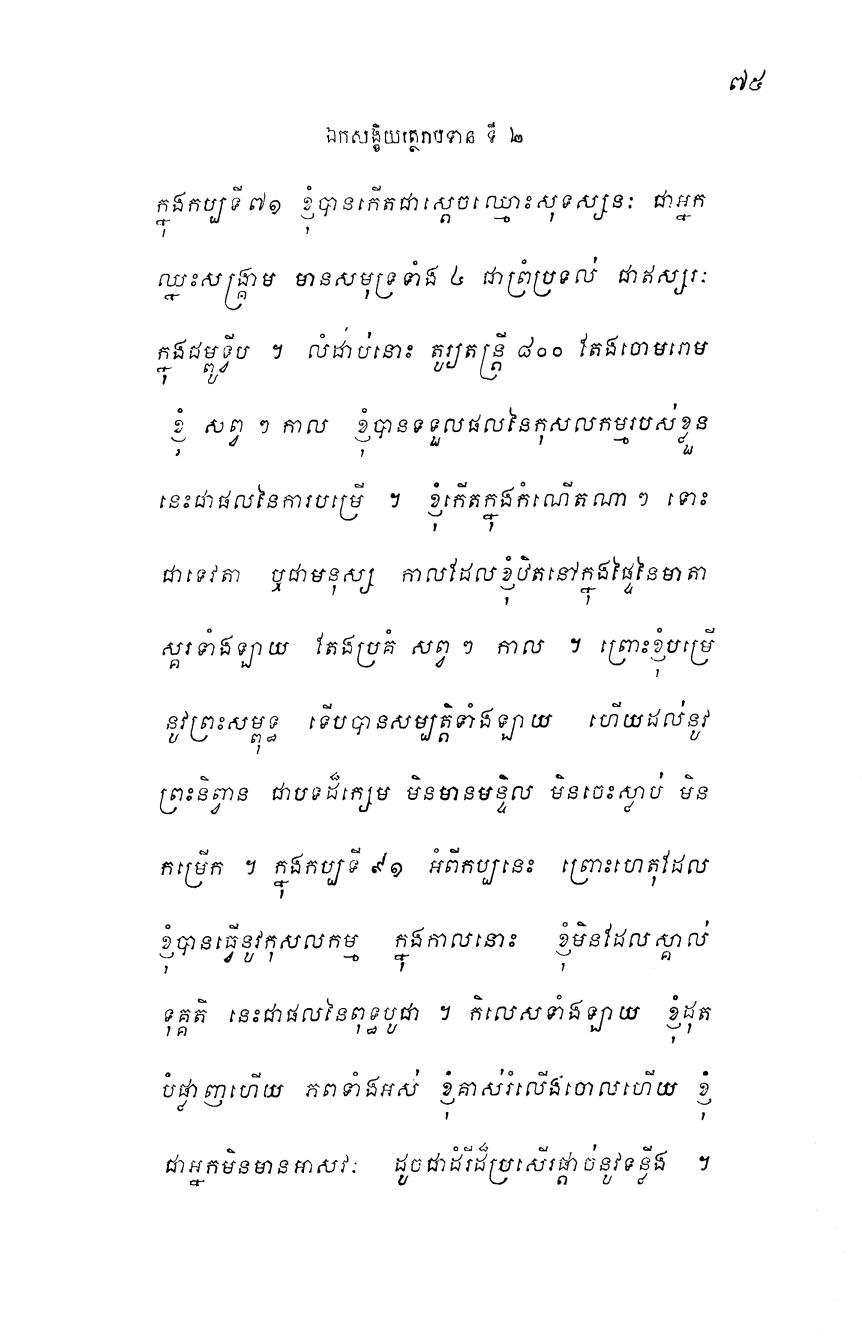 ៧៥
ឯកសង្ខិយត្ថេរាបទាន ទី ២
ក្នុងកប្បទី ៧១ ខ្ញុំបានកើតជាស្តេចឈ្មោះសុទស្សនៈ ជាអ្នក
ឈ្នះសង្គ្រាម មានសមុទ្រទាំង ៤ ជាព្រំប្រទល់ ជាឥស្សរៈ
ក្នុងជម្ពូទ្វីប ។ លំដាប់នោះ តូរ្យតន្ត្រី ៨០០ តែងចោមរោម
ខ្ញុំ សព្វ ៗ កាល ខ្ញុំបានទទួលផលនៃកុសលកម្មរបស់ខ្លួន
នេះជាផលនៃការបម្រើ ។ ខ្ញុំកើតក្នុងកំណើតណា ៗ ទោះ
ជាទេវតា ឬជាមនុស្ស កាលដែលខ្ញុំឋិតនៅក្នុងផ្ទៃនៃមាតា
ស្គរទាំងឡាយ តែងប្រគំ សព្វ ៗ កាល ។ ព្រោះខ្ញុំបម្រើ
នូវព្រះសម្ពុទ្ធ ទើបបានសម្បត្តិទាំងឡាយ ហើយដល់នូវ
ព្រះនិព្វាន ជាបទដ៏ក្សេម មិនមានមន្ទិល មិនចេះស្លាប់ មិន
កម្រើក ។ ក្នុងកប្បទី ៩១ អំពីកប្បនេះ ព្រោះហេតុដែល
ខ្ញុំបានធ្វើនូវកុសលកម្ម ក្នុងកាលនោះ ខ្ញុំមិនដែលស្គាល់
ទុគ្គតិ នេះជាផលនៃពុទ្ធបូជា ។ កិលេសទាំងឡាយ ខ្ញុំដុត
បំផ្លាញហើយ ភពទាំងអស់ ខ្ញុំគាស់រំលើងចោលហើយ ខ្ញុំ
ជាអ្នកមិនមានអាសវៈ ដូចជាដំរីដ៏ប្រសើរផ្តាច់នូវទន្លីង ។